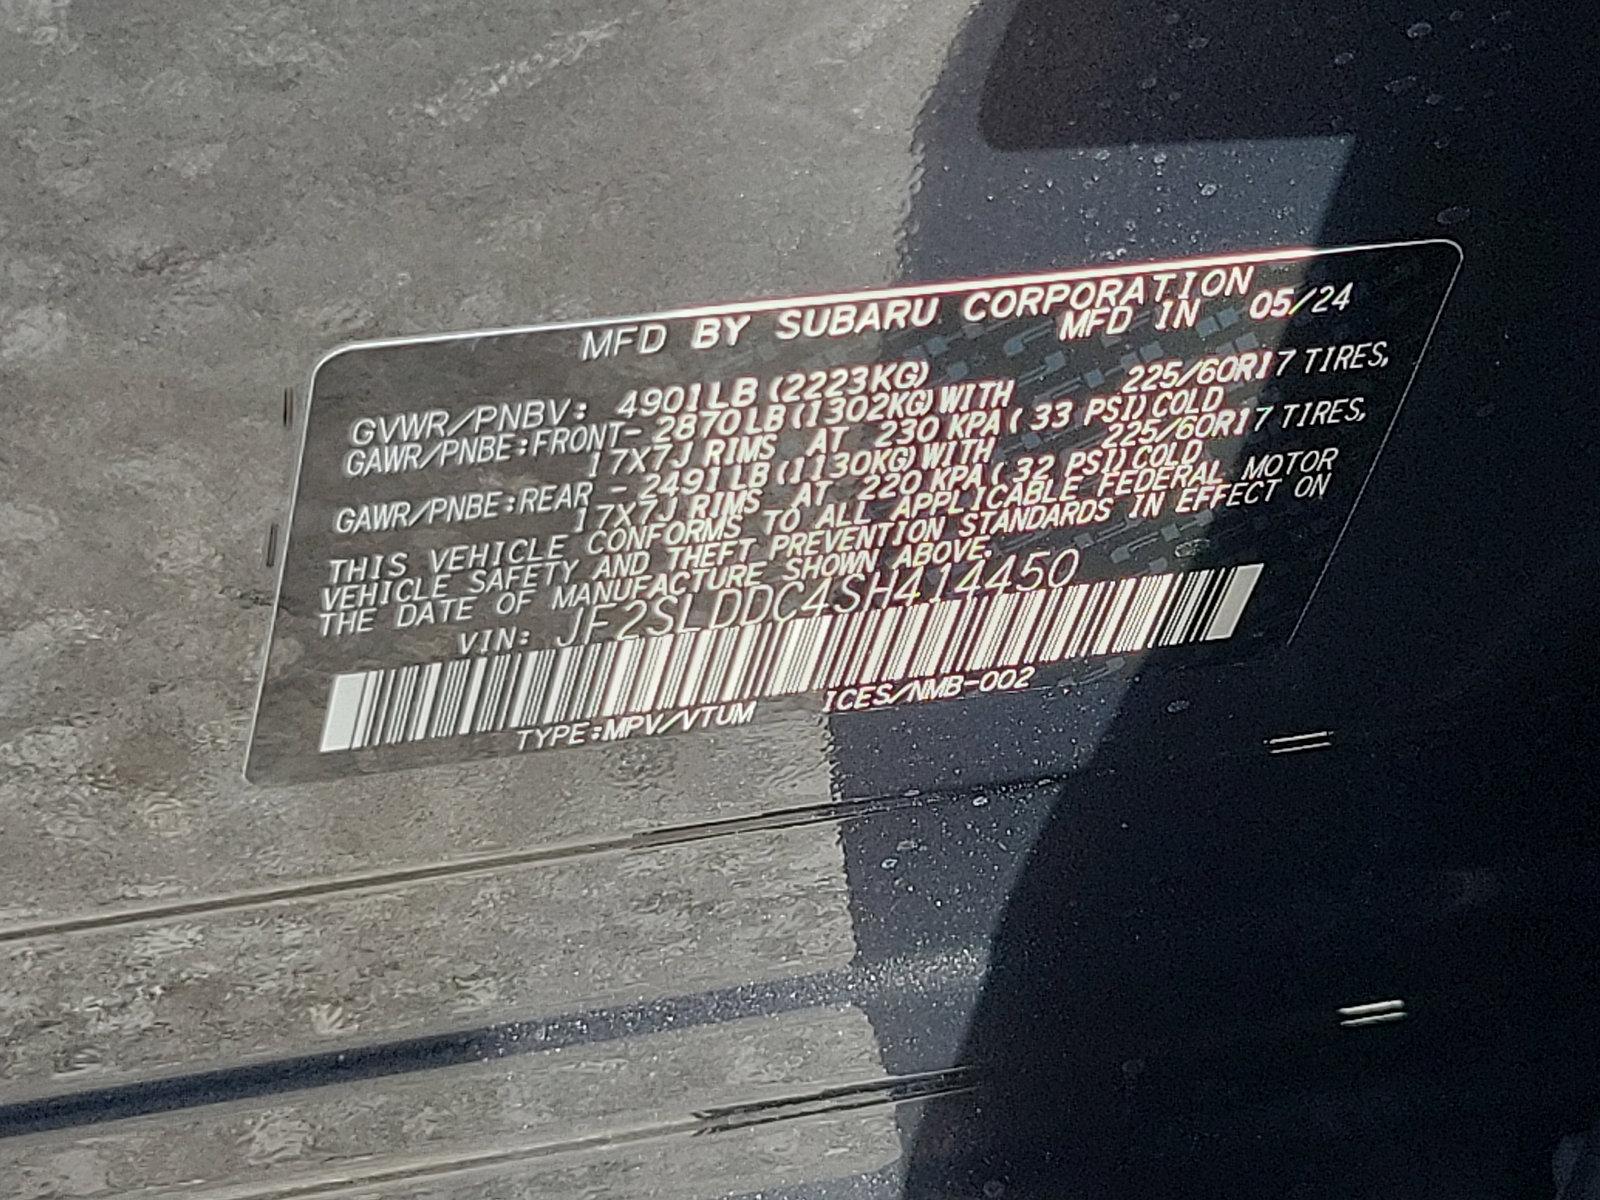 MFD BY SUBARU CORPORATION
MFD IN 05/24
GVWR/PNBV: 4901LB (2223KG)
GAWR/PNBE:FRONT- 2870LB(1302KG)WITH 225/60R17 TIRES,
17X7J RIMS AT 230 KPA( 33 PSI)COLD
GAWR/PNBE:REAR - 2491LB(1130KG)WITH 225/60R17 TIRES,
17X7J RIMS AT 220 KPA( 32 PSI)COLD
THIS VEHICLE CONFORMS TO ALL APPLICABLE FEDERAL MOTOR
VEHICLE SAFETY AND THEFT PREVENTION STANDARDS IN EFFECT ON
THE DATE OF MANUFACTURE SHOWN ABOVE.
VIN: JF2SLDDC4SH414450
TYPE:MPV/VTUM ICES/NMB-002